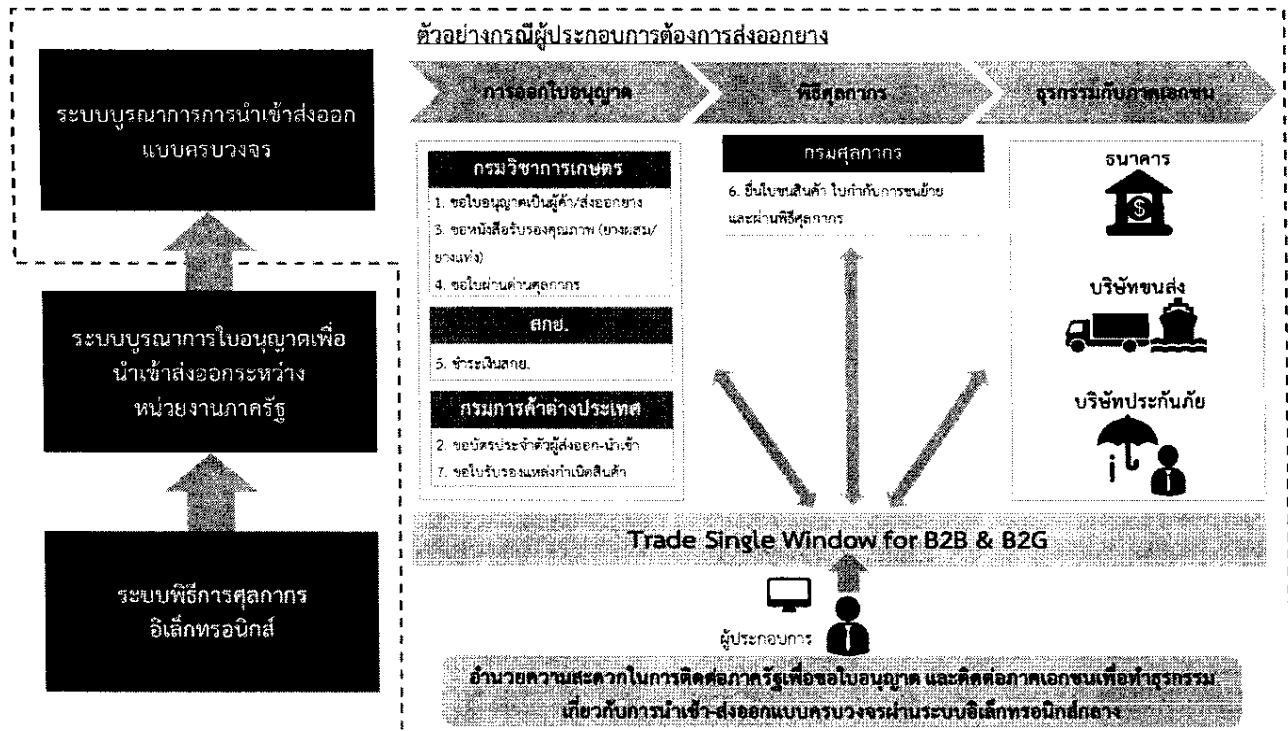 ตัวอย่างกรณีผู้ประกอบการต้องการส่งออกยาง
ระบบบูรณาการการนำเข้าส่งออก
แบบครบวงจร
ระบบบูรณาการใบอนุญาตเพื่อ
นำเข้าส่งออกระหว่าง
หน่วยงานภาครัฐ
ระบบพิธีการศุลกากร
อิเล็กทรอนิกส์
การออกใบอนุญาต
กรมวิชาการเกษตร
1. ขอใบอนุญาตเป็นผู้ค้า/ส่งออกยาง
3. ขอหนังสือรับรองคุณภาพ (ยางผสม/
ยางแท่ง)
4. ขอใบผ่านด่านศุลกากร
สกย.
5. ชำระเงินสกย.
กรมการค้าต่างประเทศ
2. ขอบัตรประจำตัวผู้ส่งออก-นำเข้า
7. ขอใบรับรองแหล่งกำเนิดสินค้า
พิธีศุลกากร
กรมศุลกากร
6. ยื่นใบขนสินค้า ใบกำกับการขนย้าย
และผ่านพิธีศุลกากร
ธุรกรรมกับภาคเอกชน
ธนาคาร
บริษัทขนส่ง
บริษัทประกันภัย
Trade Single Window for B2B & B2G
ผู้ประกอบการ
อำนวยความสะดวกในการติดต่อภาครัฐเพื่อขอใบอนุญาต และติดต่อภาคเอกชนเพื่อทำธุรกรรม
เกี่ยวกับการนำเข้า-ส่งออกแบบครบวงจรผ่านระบบอิเล็กทรอนิกส์กลาง